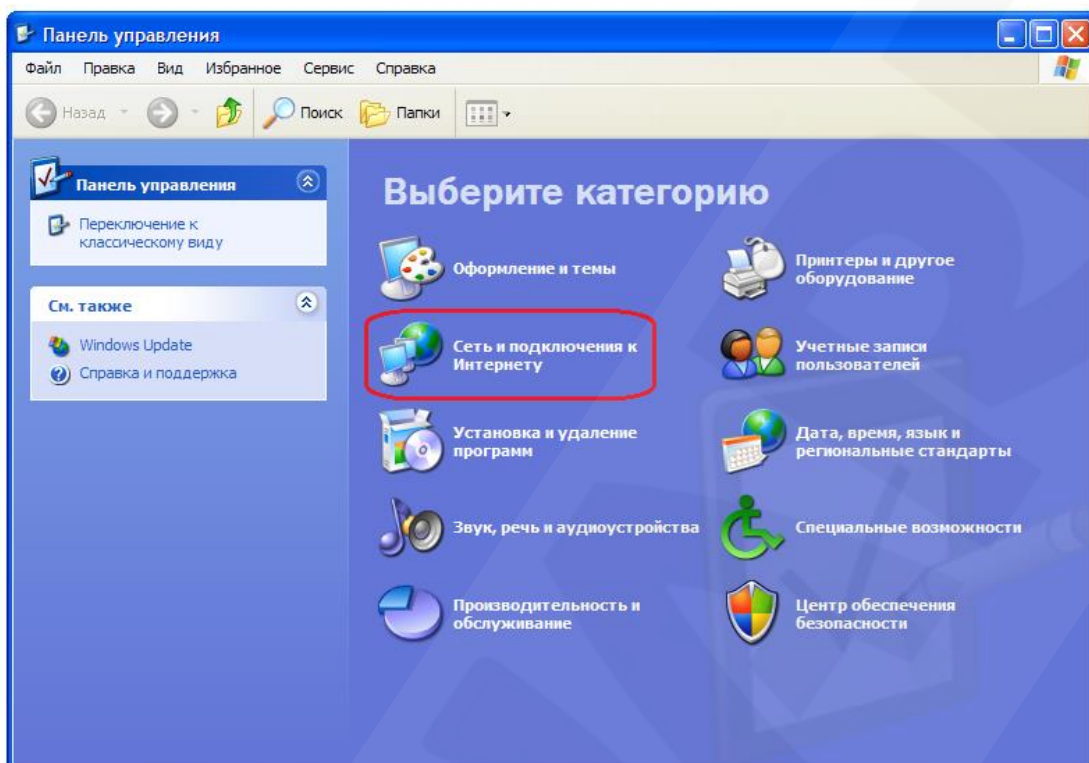 Панель управления
Файл Правка Вид Избранное Сервис Справка
Назад Поиск Папки
Панель управления
Переключение к
классическому виду
См. также
Windows Update
Справка и поддержка
Выберите категорию
Оформление и темы
Принтеры и другое
оборудование
Сеть и подключения к
Интернету
Учетные записи
пользователей
Установка и удаление
программ
Дата, время, язык и
региональные стандарты
Звук, речь и аудиоустройства
Специальные возможности
Производительность и
обслуживание
Центр обеспечения
безопасности